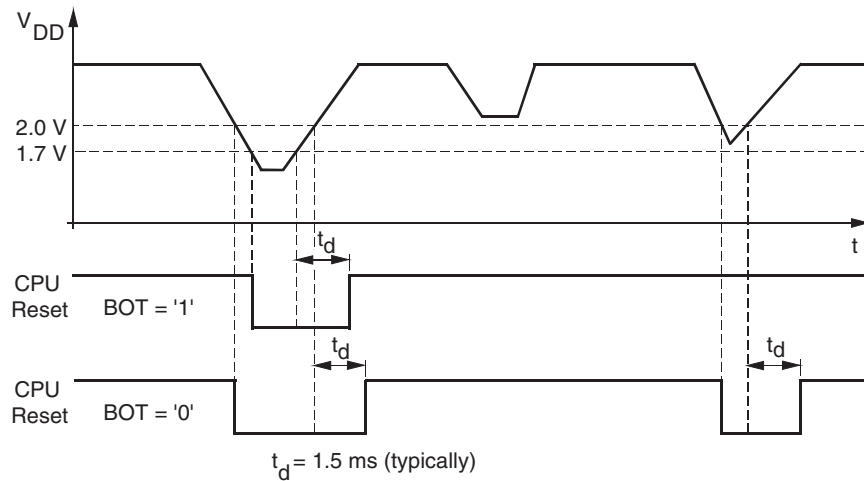 V DD
2.0 V
1.7 V
t
td
CPU
Reset
BOT = '1'
td
td
CPU
Reset
BOT = '0'
td = 1.5 ms (typically)